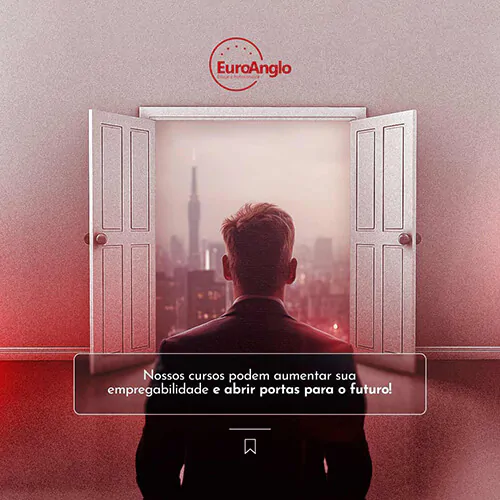 EuroAnglo
Nossos cursos podem aumentar sua
empregabilidade e abrir portas para o futuro!